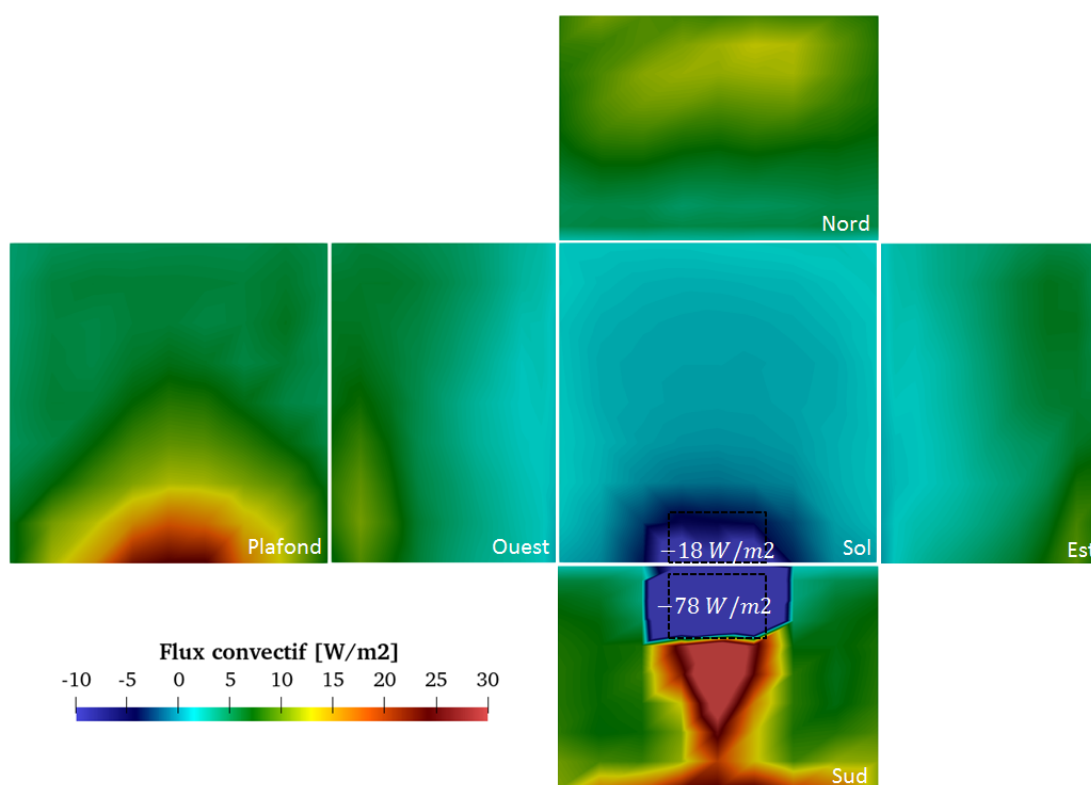 Nord
Plafond
Ouest
−18 W/m2
Sol
Est
−78 W/m2
Flux convectif [W/m2]
-10 -5 0 5 10 15 20 25 30
Sud